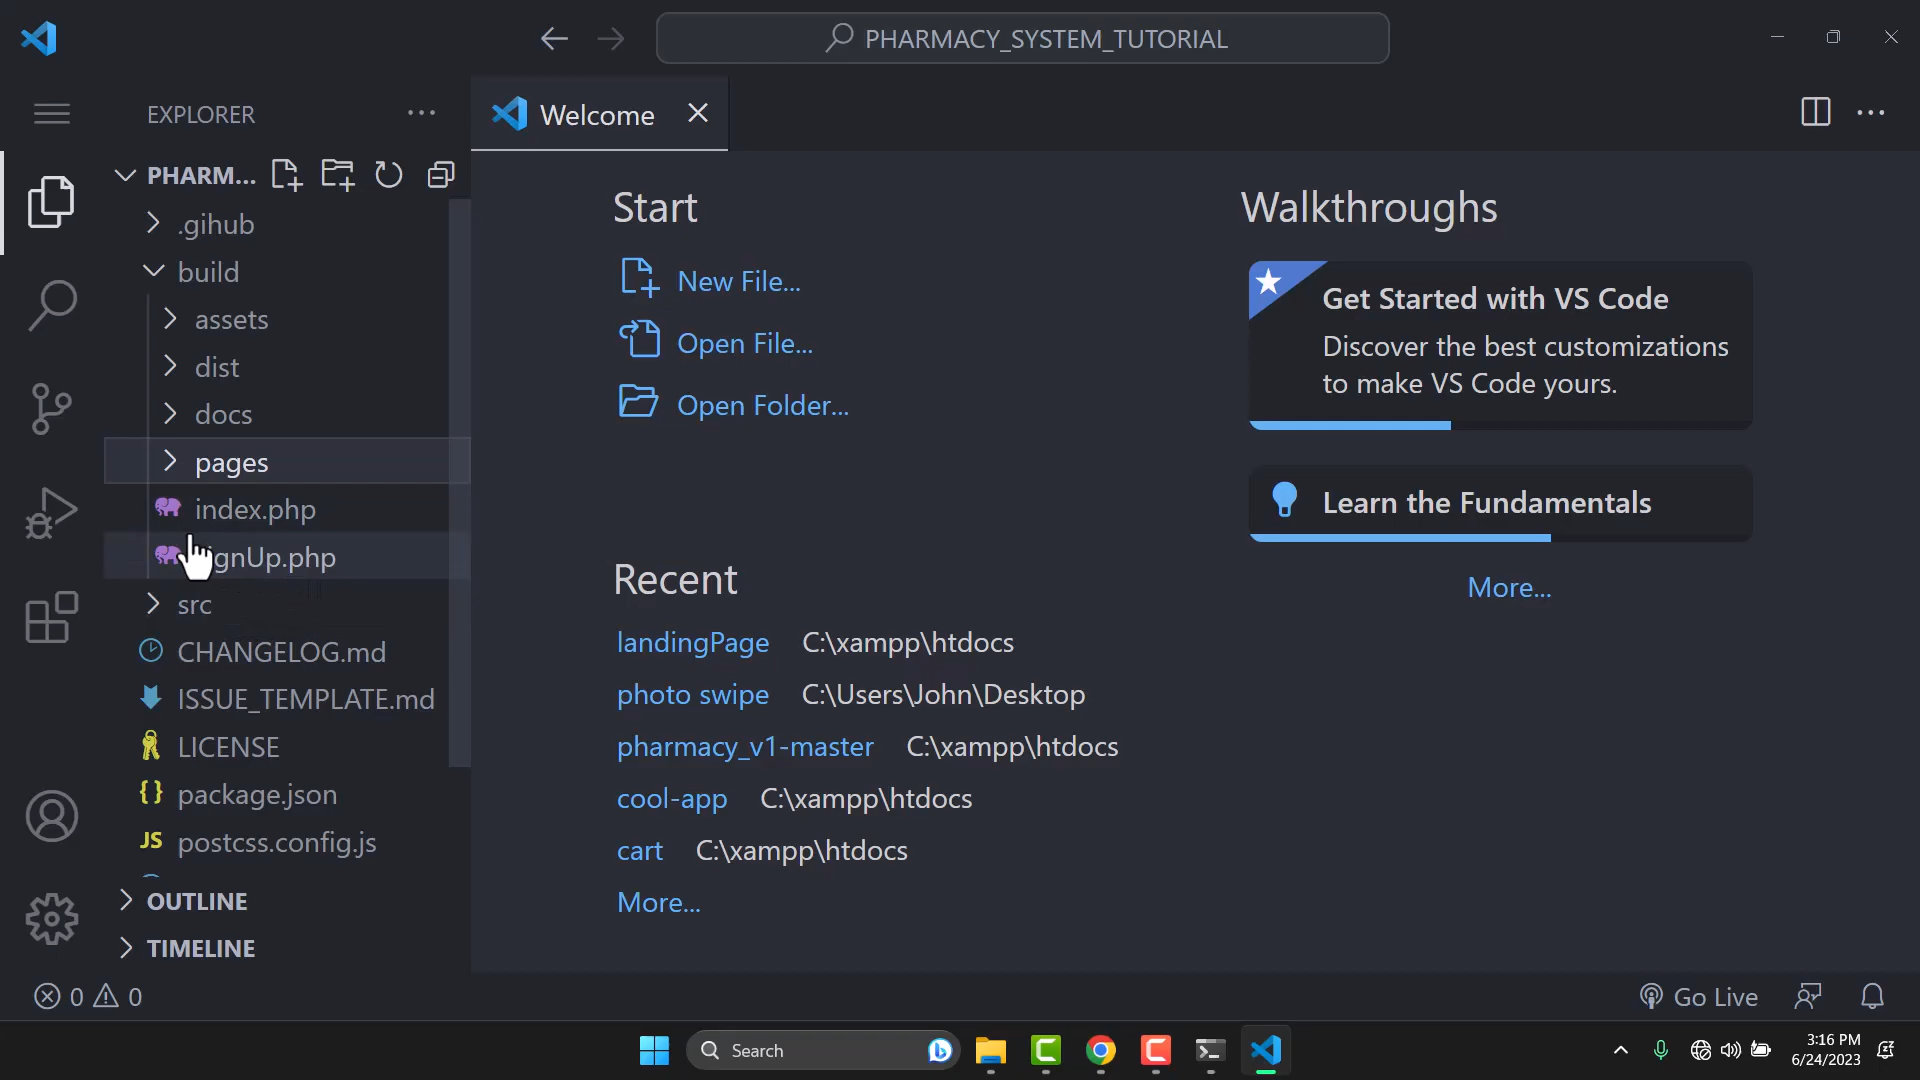 PHARMACY_SYSTEM_TUTORIAL
EXPLORER
Welcome
PHARM...
.gihub
build
assets
dist
docs
pages
index.php
gnUp.php
src
CHANGELOG.md
ISSUE_TEMPLATE.md
LICENSE
package.json
JS postcss.config.js
OUTLINE
TIMELINE
Start
New File...
Open File...
Open Folder...
Recent
landingPage C:\xampp\htdocs
photo swipe C:\Users\John\Desktop
pharmacy_v1-master C:\xampp\htdocs
cool-app C:\xampp\htdocs
cart C:\xampp\htdocs
More...
Walkthroughs
Get Started with VS Code
Discover the best customizations
to make VS Code yours.
Learn the Fundamentals
More...
0 0
Go Live
Search
3:16 PM
6/24/2023